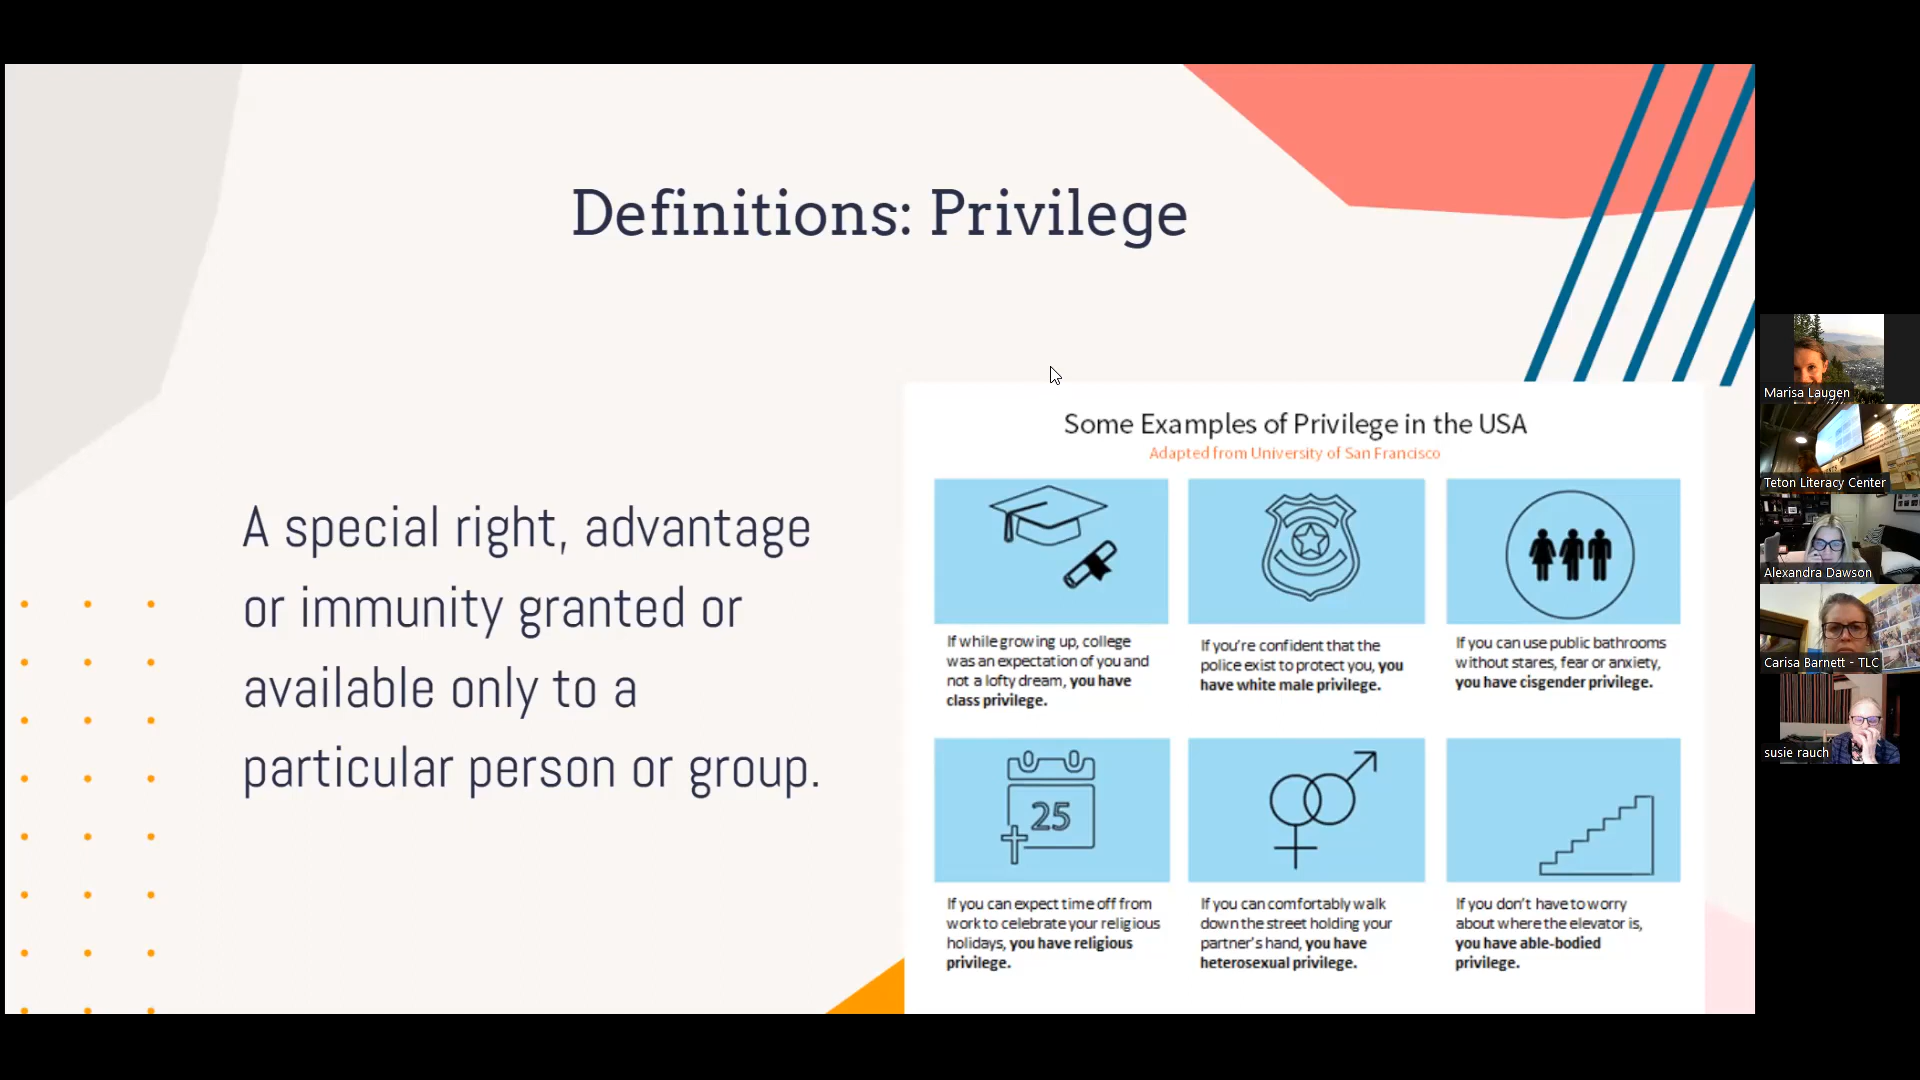 Definitions: Privilege
A special right, advantage
or immunity granted or
available only to a
particular person or group.
Some Examples of Privilege in the USA
Adapted from University of San Francisco
If while growing up, college
was an expectation of you and
not a lofty dream, you have
class privilege.
If you're confident that the
police exist to protect you, you
have white male privilege.
If you can use public bathrooms
without stares, fear or anxiety,
you have cisgender privilege.
25
If you can expect time off from
work to celebrate your religious
holidays, you have religious
privilege.
If you can comfortably walk
down the street holding your
partner's hand, you have
heterosexual privilege.
If you don't have to worry
about where the elevator is,
you have able-bodied
privilege.
Marisa Laugen
Teton Literacy Center
Alexandra Dawson
Carisa Barnett - TLC
susie rauch